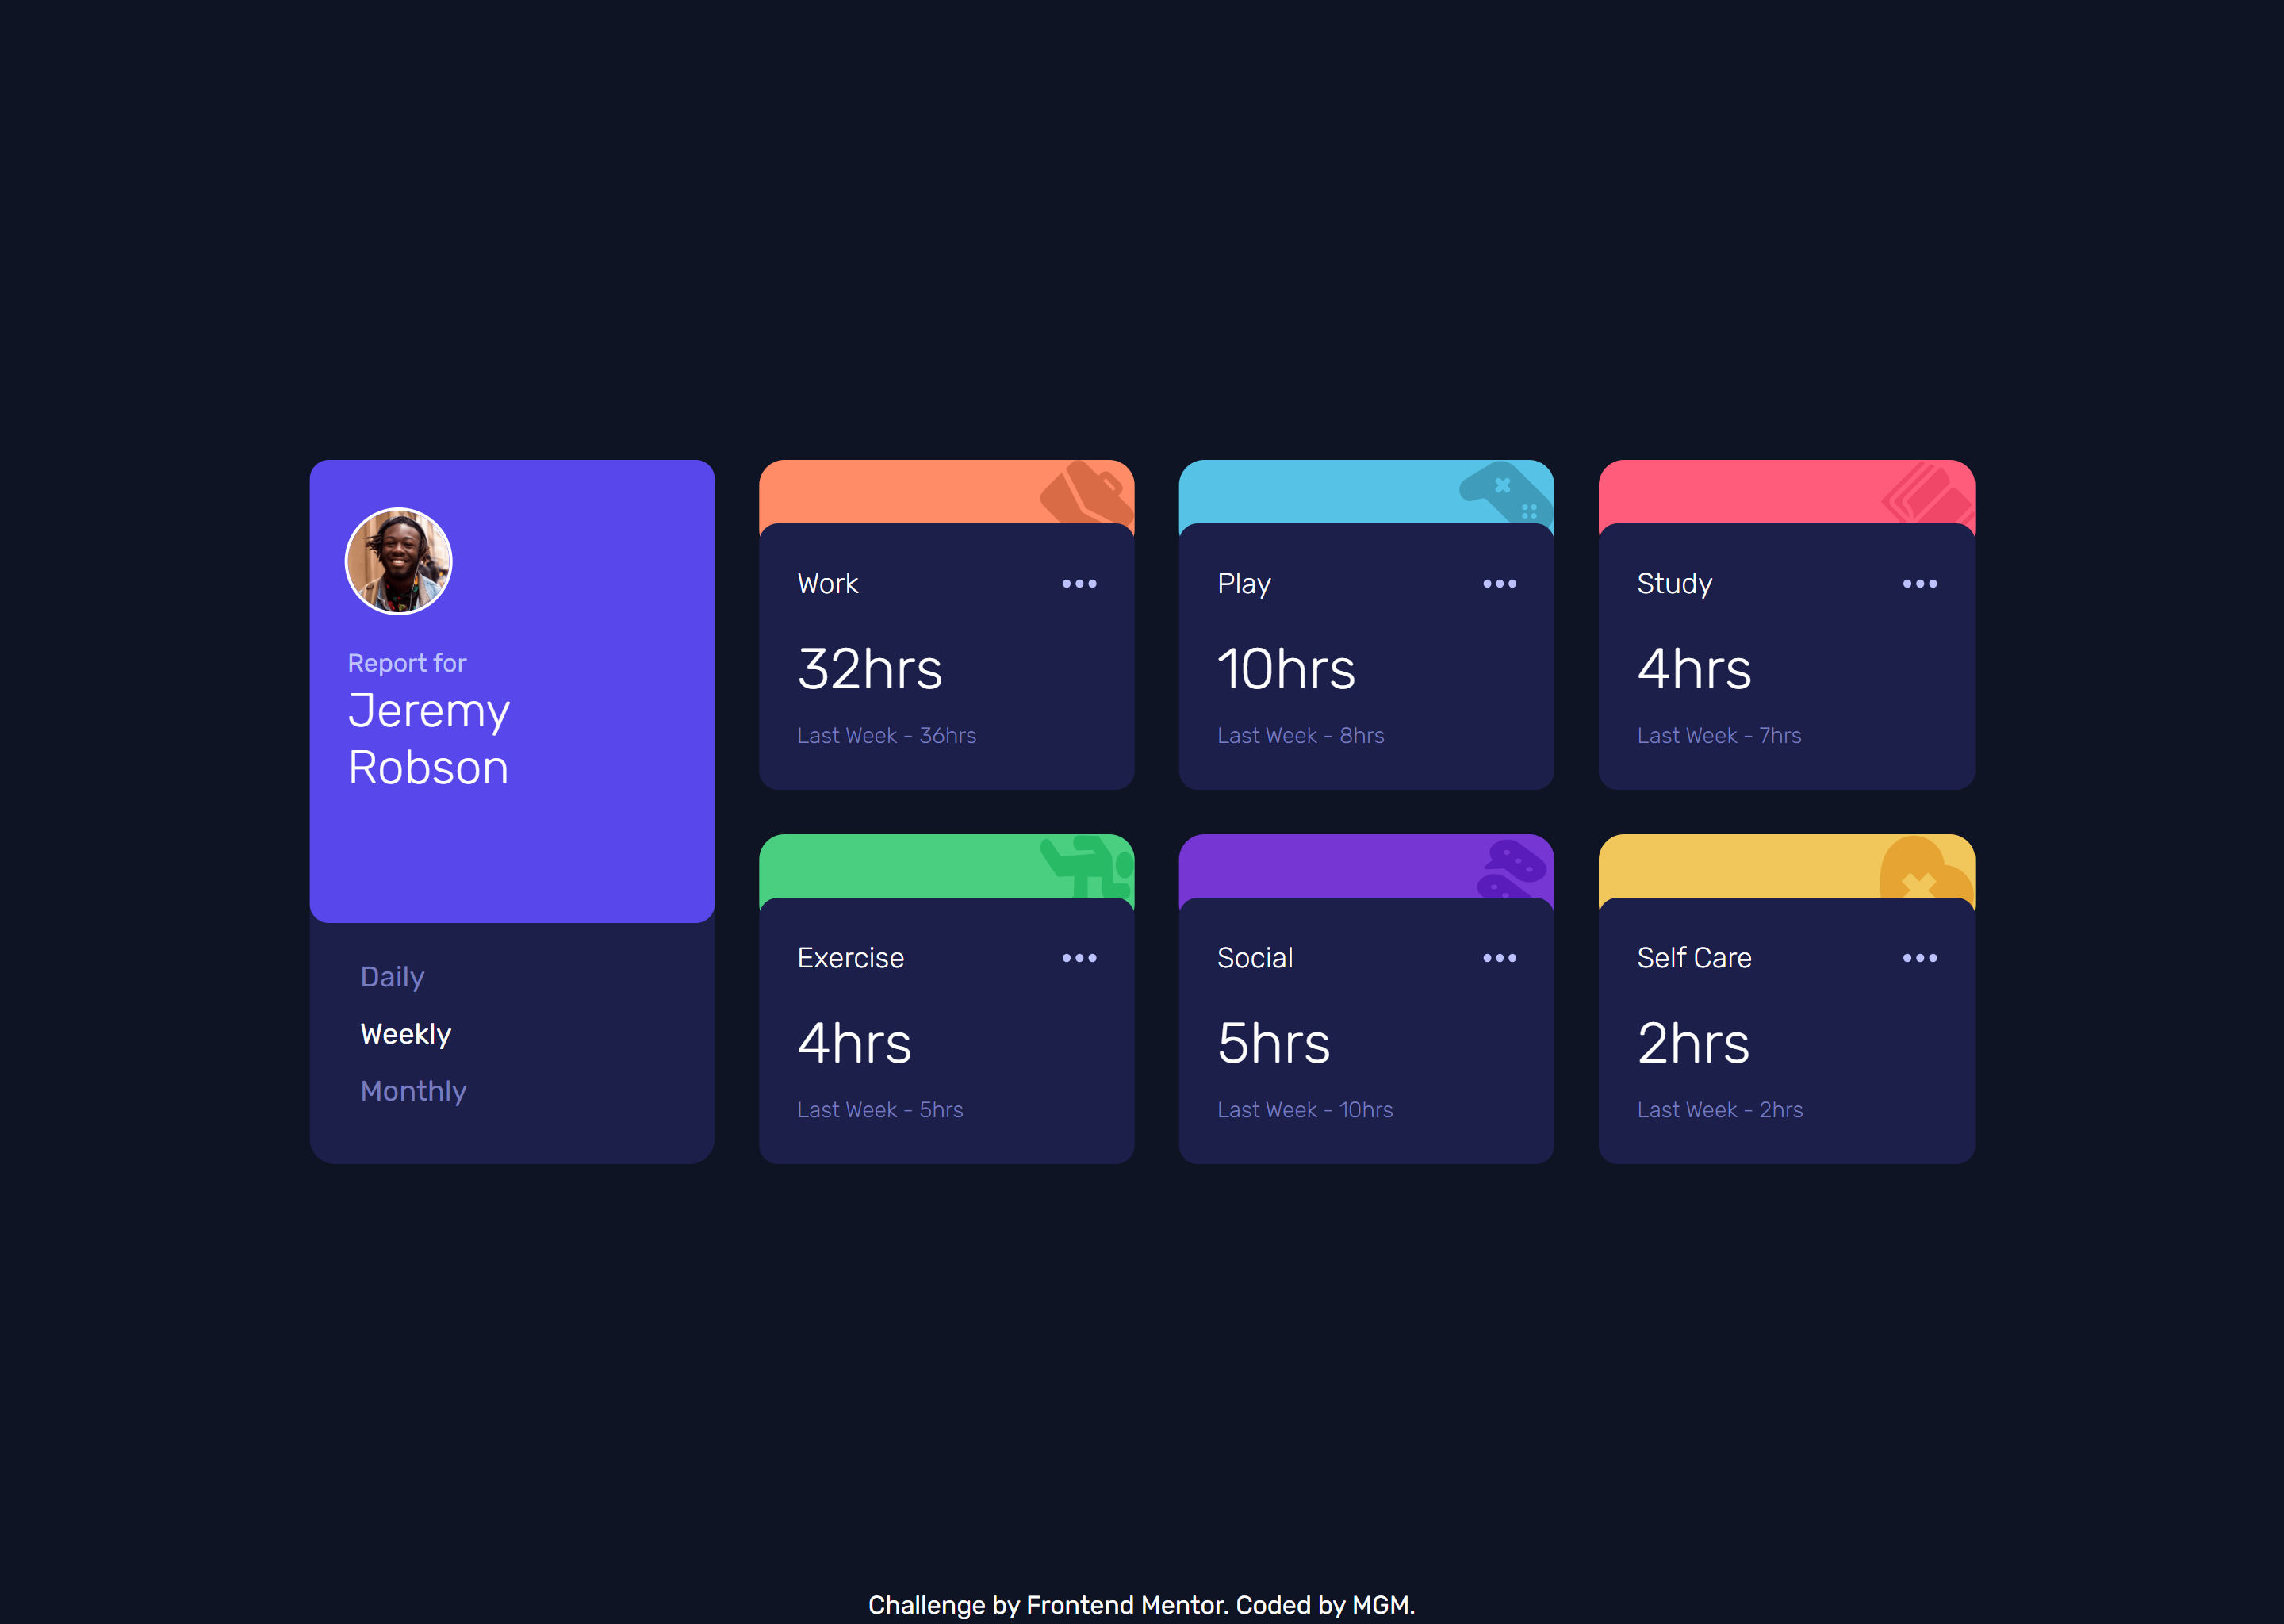 Report for
Jeremy
Robson
Daily
Weekly
Monthly
Work
32hrs
Last Week - 36hrs
Play
10hrs
Last Week - 8hrs
Study
4hrs
Last Week - 7hrs
Exercise
4hrs
Last Week - 5hrs
Social
5hrs
Last Week - 10hrs
Self Care
2hrs
Last Week - 2hrs
Challenge by Frontend Mentor. Coded by MGM.